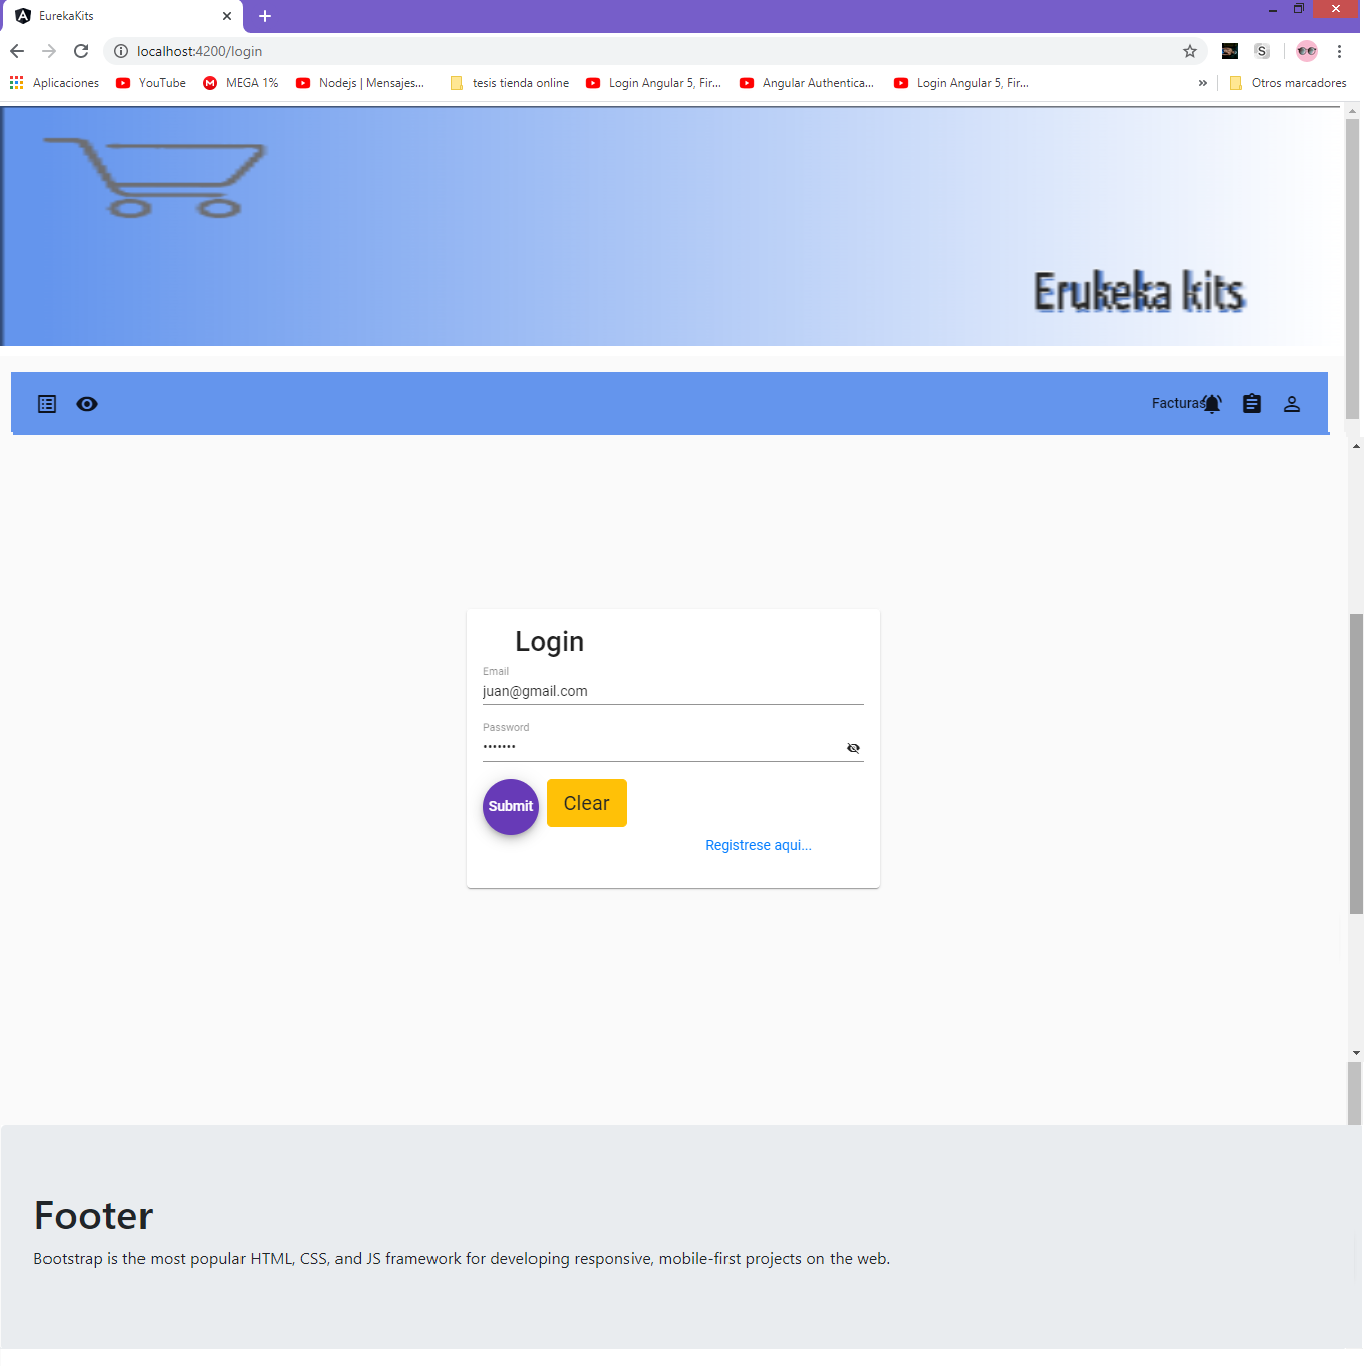 EurekaKits
localhost:4200/login
S
Aplicaciones YouTube M MEGA 1% Nodejs | Mensajes... tesis tienda online Login Angular 5, Fir... Angular Authentica... Login Angular 5, Fir... » Otros marcadores
Erukeka kits
Facturas
Login
Email
juan@gmail.com
Password
•••••••
Submit Clear
Registrese aqui...
Footer
Bootstrap is the most popular HTML, CSS, and JS framework for developing responsive, mobile-first projects on the web.